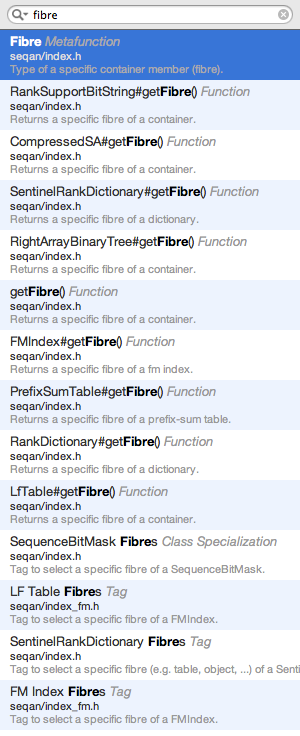 fibre
Fibre Metafunction
seqan/index.h
Type of a specific container member (fibre).
RankSupportBitString#getFibre() Function
seqan/index.h
Returns a specific fibre of a container.
CompressedSA#getFibre() Function
seqan/index.h
Returns a specific fibre of a container.
SentinelRankDictionary#getFibre() Function
seqan/index.h
Returns a specific fibre of a dictionary.
RightArrayBinaryTree#getFibre() Function
seqan/index.h
Returns a specific fibre of a container.
getFibre() Function
seqan/index.h
Returns a specific fibre of a container.
FMIndex#getFibre() Function
seqan/index.h
Returns a specific fibre of a fm index.
PrefixSumTable#getFibre() Function
seqan/index.h
Returns a specific fibre of a prefix-sum table.
RankDictionary#getFibre() Function
seqan/index.h
Returns a specific fibre of a dictionary.
LfTable#getFibre() Function
seqan/index.h
Returns a specific fibre of a container.
SequenceBitMask Fibres Class Specialization
seqan/index.h
Tag to select a specific fibre of a SequenceBitMask.
LF Table Fibres Tag
seqan/index_fm.h
Tag to select a specific fibre of a FMIndex.
SentinelRankDictionary Fibres Tag
seqan/index.h
Tag to select a specific fibre (e.g. table, object, ...) of a Senti
FM Index Fibres Tag
seqan/index_fm.h
Tag to select a specific fibre of a FMIndex.